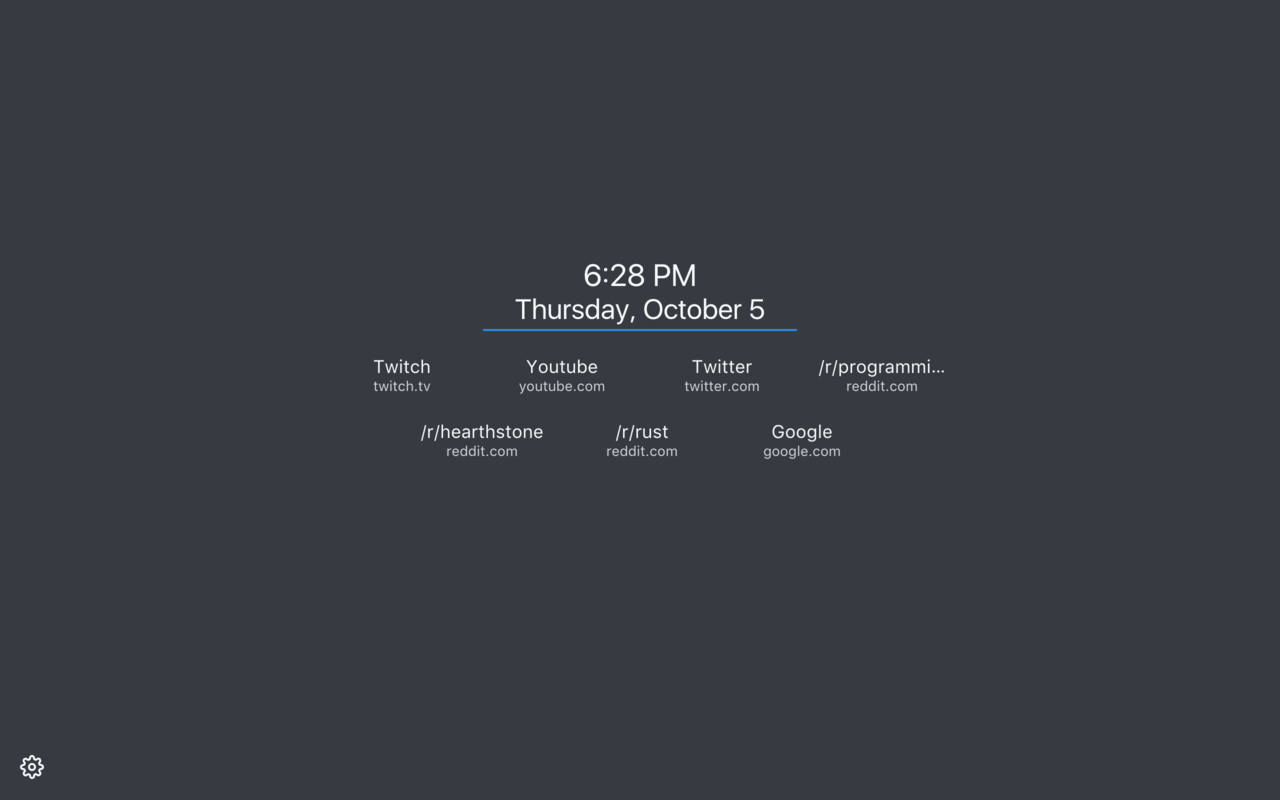 6:28 PM
Thursday, October 5
Twitch
twitch.tv
Youtube
youtube.com
Twitter
twitter.com
/r/programmi...
reddit.com
/r/hearthstone
reddit.com
/r/rust
reddit.com
Google
google.com